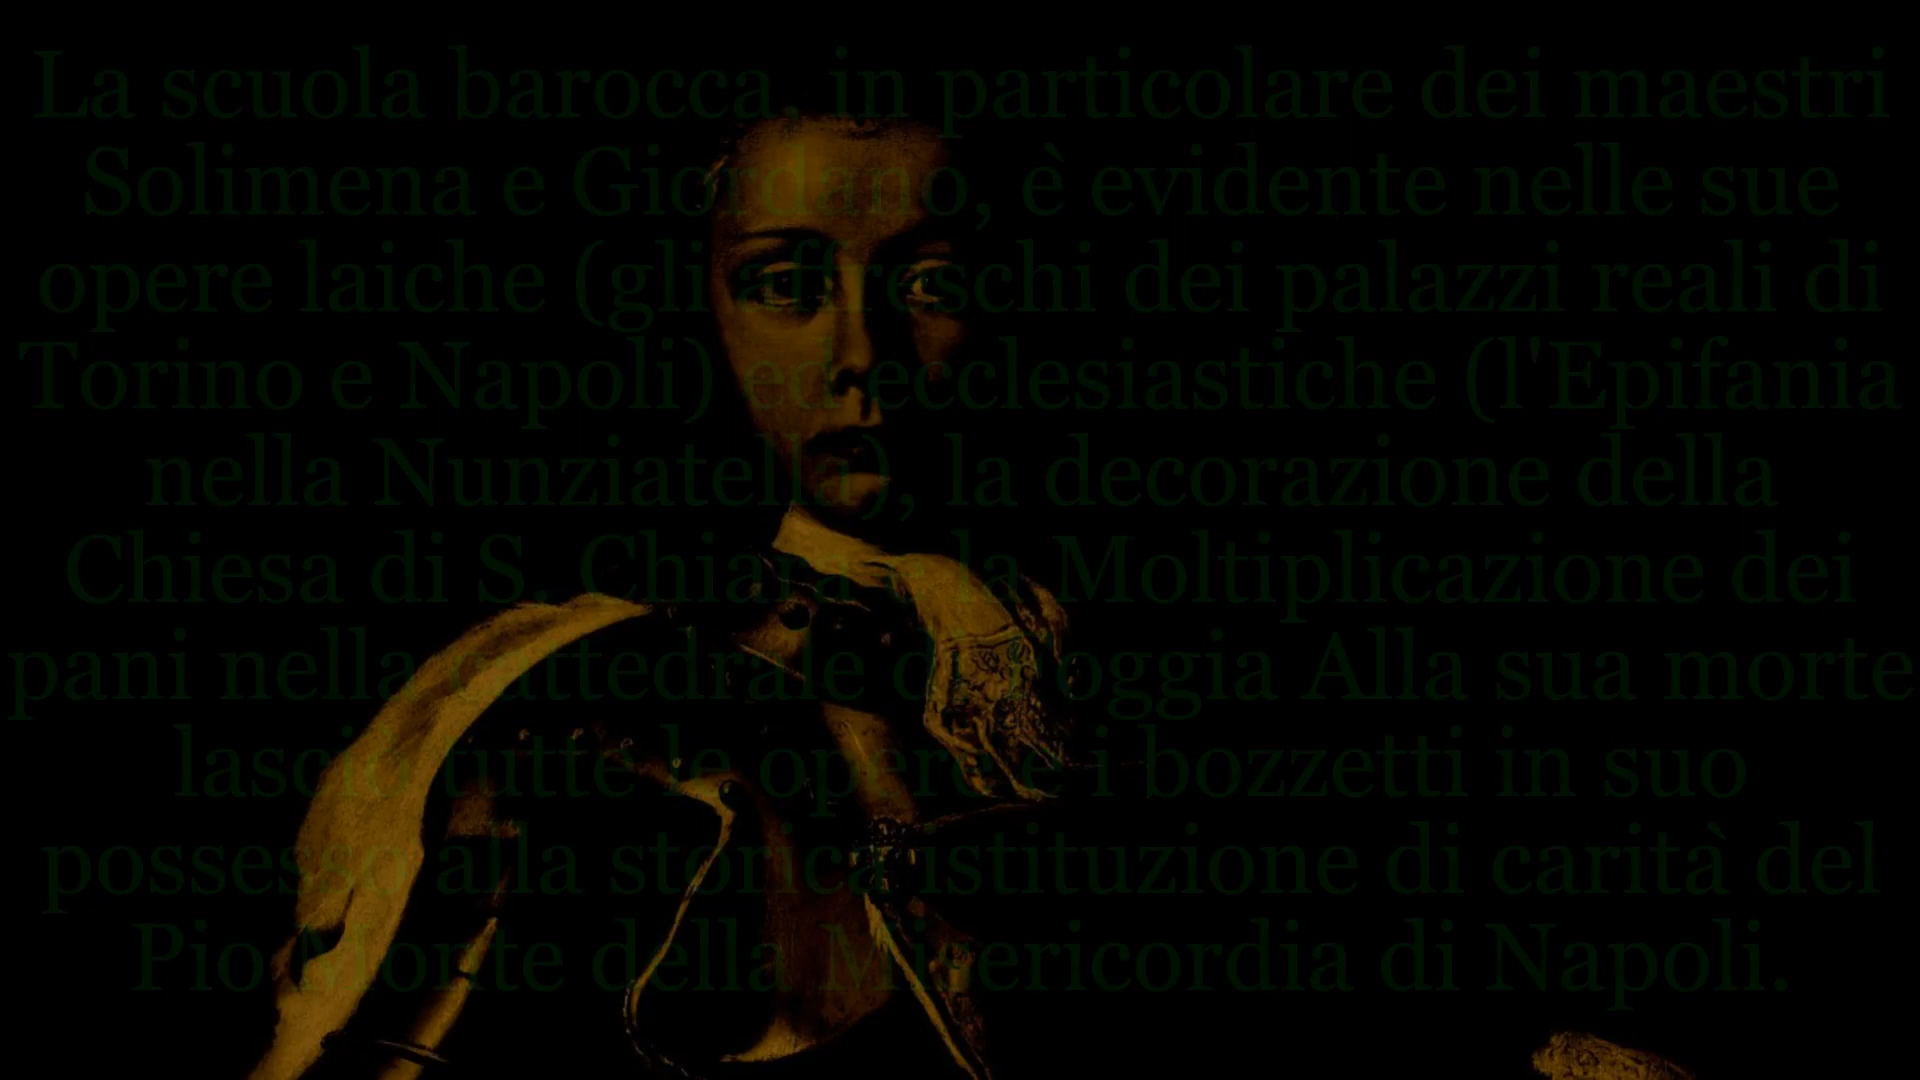 La scuola barocca, in particolare dei maestri
Solimena e Giordano, è evidente nelle sue
opere laiche (gli affreschi dei palazzi reali di
Torino e Napoli) ed ecclesiastiche (l'Epifania
nella Nunziatella), la decorazione della
Chiesa di S. Chiara e la Moltiplicazione dei
pani nella cattedrale di Foggia Alla sua morte
lasciò tutte le opere e i bozzetti in suo
possesso alla storica istituzione di carità del
Pio Monte della Misericordia di Napoli.